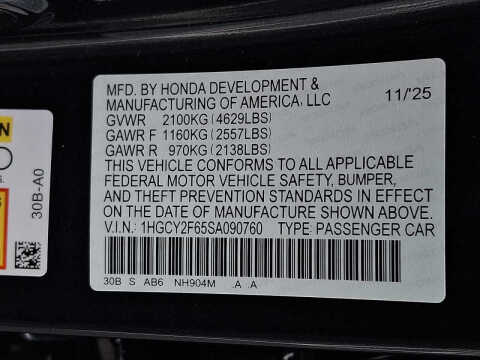 MFD. BY HONDA DEVELOPMENT &
MANUFACTURING OF AMERICA, LLC 11/'25
GVWR 2100KG (4629LBS)
GAWR F 1160KG (2557LBS)
GAWR R 970KG (2138LBS)
THIS VEHICLE CONFORMS TO ALL APPLICABLE
FEDERAL MOTOR VEHICLE SAFETY, BUMPER,
AND THEFT PREVENTION STANDARDS IN EFFECT
ON THE DATE OF MANUFACTURE SHOWN ABOVE.
V.I.N. 1HGCY2F65SA090760 TYPE: PASSENGER CAR
30B S AB6 NH904M .A .A
30B-A0